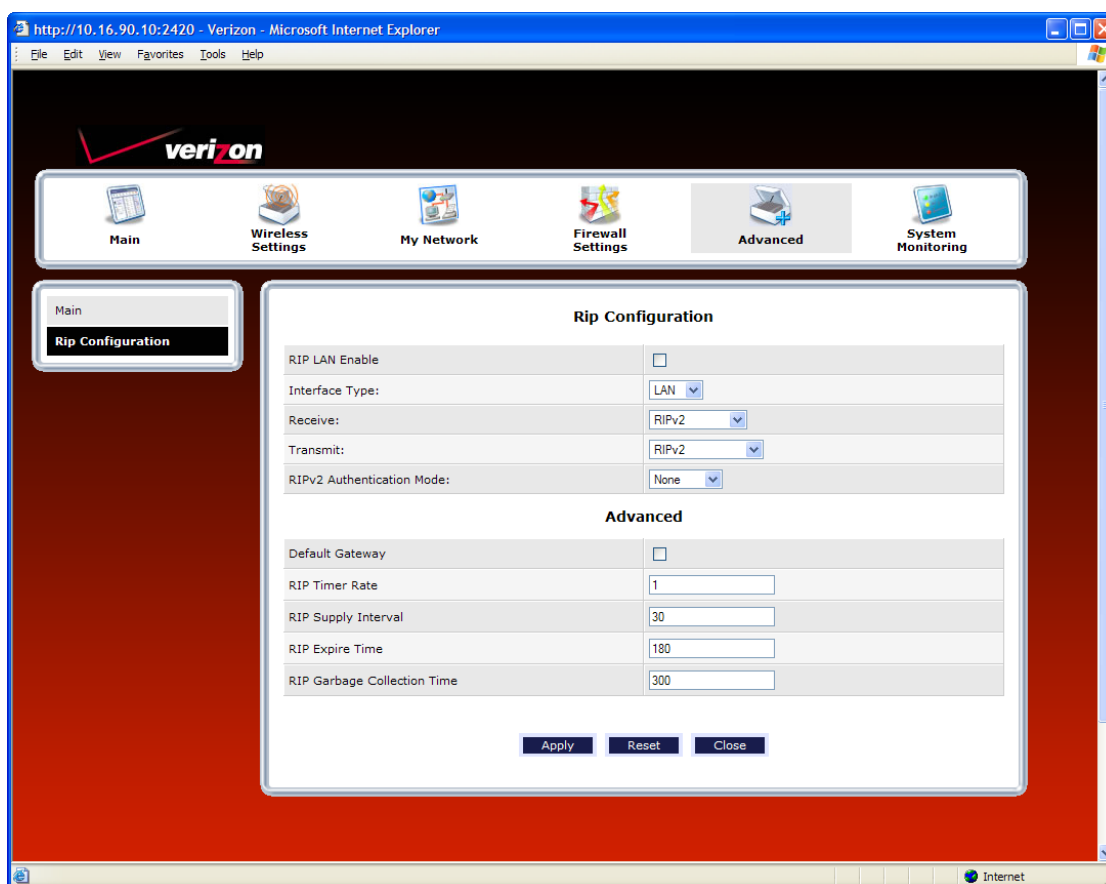 http://10.16.90.10:2420 - Verizon - Microsoft Internet Explorer
File Edit View Favorites Tools Help
verizon
Main
Wireless Settings
My Network
Firewall Settings
Advanced
System Monitoring
Main
Rip Configuration
Rip Configuration
RIP LAN Enable
Interface Type: LAN
Receive: RIPv2
Transmit: RIPv2
RIPv2 Authentication Mode: None
Advanced
Default Gateway
RIP Timer Rate 1
RIP Supply Interval 30
RIP Expire Time 180
RIP Garbage Collection Time 300
Apply Reset Close
Internet